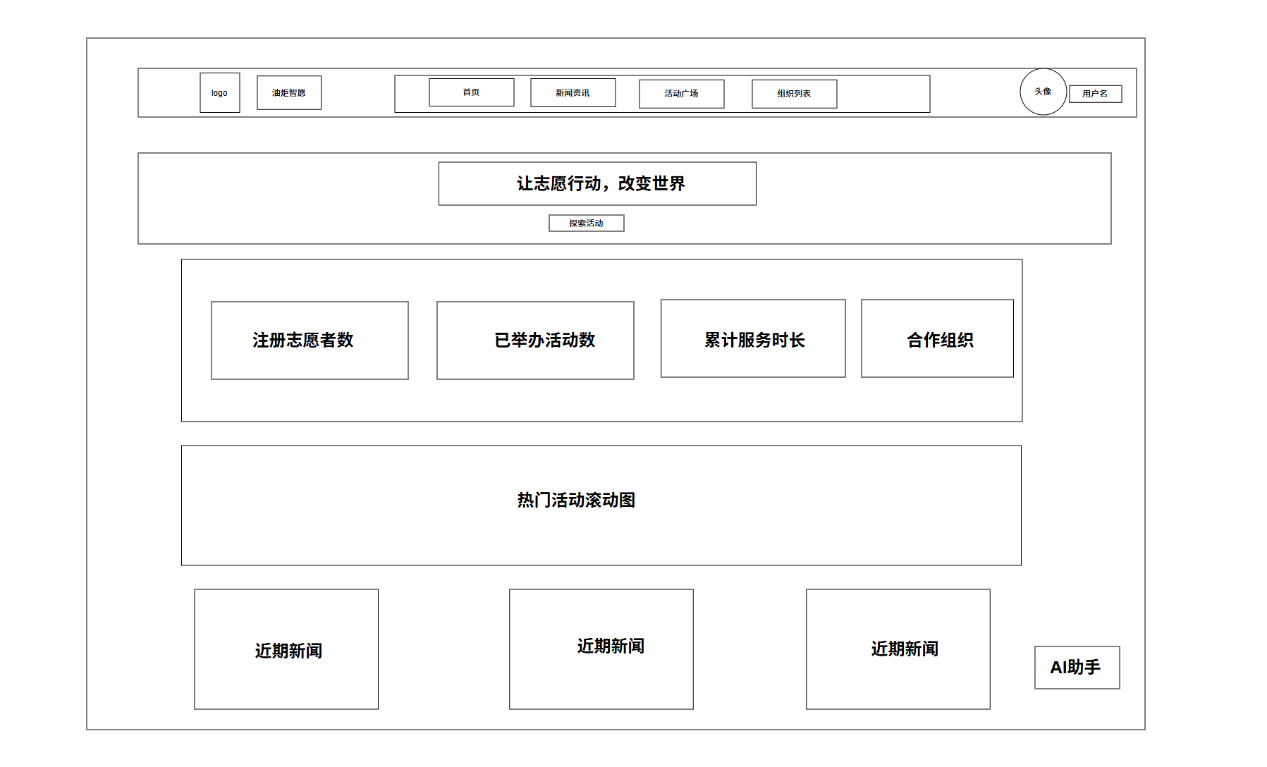 logo
油炬智愿
首页
新闻资讯
活动广场
组织列表
头像
用户名
让志愿行动，改变世界
探索活动
注册志愿者数
已举办活动数
累计服务时长
合作组织
热门活动滚动图
近期新闻
近期新闻
近期新闻
AI助手